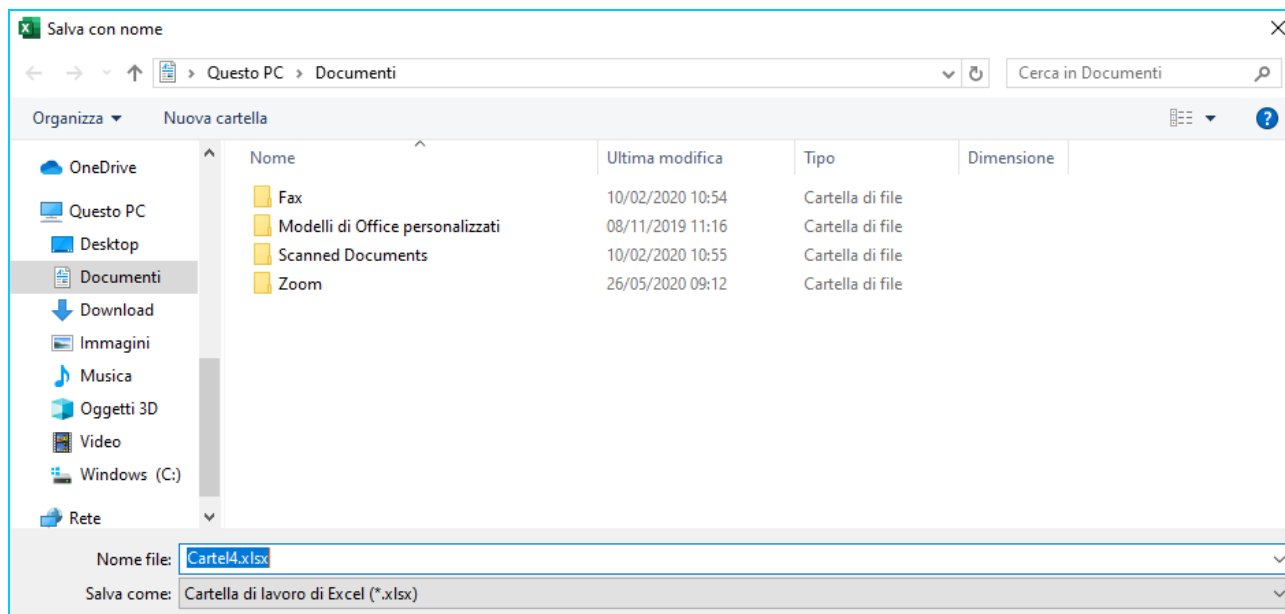 Salva con nome
Questo PC > Documenti
Cerca in Documenti
Organizza Nuova cartella
Nome Ultima modifica Tipo Dimensione
OneDrive
Questo PC
Desktop
Documenti
Download
Immagini
Musica
Oggetti 3D
Video
Windows (C:)
Rete
Fax 10/02/2020 10:54 Cartella di file
Modelli di Office personalizzati 08/11/2019 11:16 Cartella di file
Scanned Documents 10/02/2020 10:55 Cartella di file
Zoom 26/05/2020 09:12 Cartella di file
Nome file: Cartel4.xlsx
Salva come: Cartella di lavoro di Excel (*.xlsx)